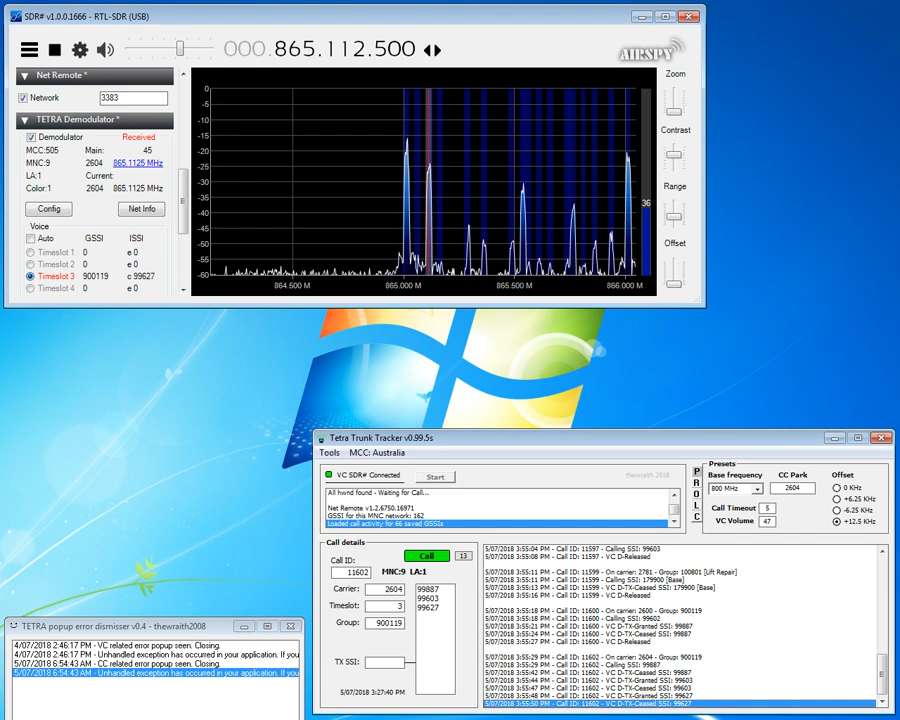 SDR# v1.0.0.1666 - RTL-SDR (USB)
000.865.112.500
AIRSPY
Net Remote *
Network 3383
TETRA Demodulator *
Demodulator Received
MCC:505 Main: 45
MNC:9 2604 865.1125 MHz
LA:1 Current:
Color:1 2604 865.1125 MHz
Config Net Info
Voice
Auto GSSI ISSI
Timeslot 1 0 e 0
Timeslot 2 0 e 0
Timeslot 3 900119 c 99627
Timeslot 4 0 e 0
0
-5
-10
-15
-20
-25
-30
-35
-40
-45
-50
-55
-60
864.500 M 865.000 M 865.500 M 866.000 M
36
Zoom
Contrast
Range
Offset
Tetra Trunk Tracker v0.99.5s
Tools MCC: Australia
VC SDR# Connected Start thewraith 2018
All hwnd found - Waiting for Call...
Net Remote v1.2.6750.16971
GSSI for this MNC network: 162
Loaded call activity for 66 saved GSSIs
P
R
O
L
C
Presets
Base frequency CC Park Offset
800 MHz 2604
0 KHz
+6.25 KHz
-6.25 KHz
+12.5 KHz
Call Timeout 5
VC Volume 47
Call details
Call 13
Call ID:
11602 MNC:9 LA:1
Carrier: 2604
Timeslot: 3
Group: 900119
TX SSI:
99887
99603
99627
5/07/2018 3:27:40 PM
5/07/2018 3:55:04 PM - Call ID: 11597 - Calling SSI: 99603
5/07/2018 3:55:08 PM - Call ID: 11597 - VC D-Released
5/07/2018 3:55:11 PM - Call ID: 11599 - On carrier: 2781 - Group: 100801 [Lift Repair]
5/07/2018 3:55:11 PM - Call ID: 11599 - Calling SSI: 179900 [Base]
5/07/2018 3:55:13 PM - Call ID: 11599 - VC D-TX-Ceased SSI: 179900 [Base]
5/07/2018 3:55:16 PM - Call ID: 11599 - VC D-Released
5/07/2018 3:55:18 PM - Call ID: 11600 - On carrier: 2600 - Group: 900119
5/07/2018 3:55:18 PM - Call ID: 11600 - Calling SSI: 99602
5/07/2018 3:55:21 PM - Call ID: 11600 - VC D-TX-Granted SSI: 99887
5/07/2018 3:55:23 PM - Call ID: 11600 - VC D-TX-Ceased SSI: 99887
5/07/2018 3:55:27 PM - Call ID: 11600 - VC D-Released
5/07/2018 3:55:29 PM - Call ID: 11602 - On carrier: 2604 - Group: 900119
5/07/2018 3:55:29 PM - Call ID: 11602 - Calling SSI: 99887
5/07/2018 3:55:42 PM - Call ID: 11602 - VC D-TX-Ceased SSI: 99887
5/07/2018 3:55:44 PM - Call ID: 11602 - VC D-TX-Granted SSI: 99603
5/07/2018 3:55:47 PM - Call ID: 11602 - VC D-TX-Ceased SSI: 99603
5/07/2018 3:55:48 PM - Call ID: 11602 - VC D-TX-Granted SSI: 99627
5/07/2018 3:55:50 PM - Call ID: 11602 - VC D-TX-Ceased SSI: 99627
TETRA popup error dismisser v0.4 - thewraith2008
4/07/2018 2:46:17 PM - VC related error popup seen. Closing.
4/07/2018 2:46:17 PM - Unhandled exception has occurred in your application. If you
5/07/2018 6:54:43 AM - CC related error popup seen. Closing.
5/07/2018 6:54:43 AM - Unhandled exception has occurred in your application. If you